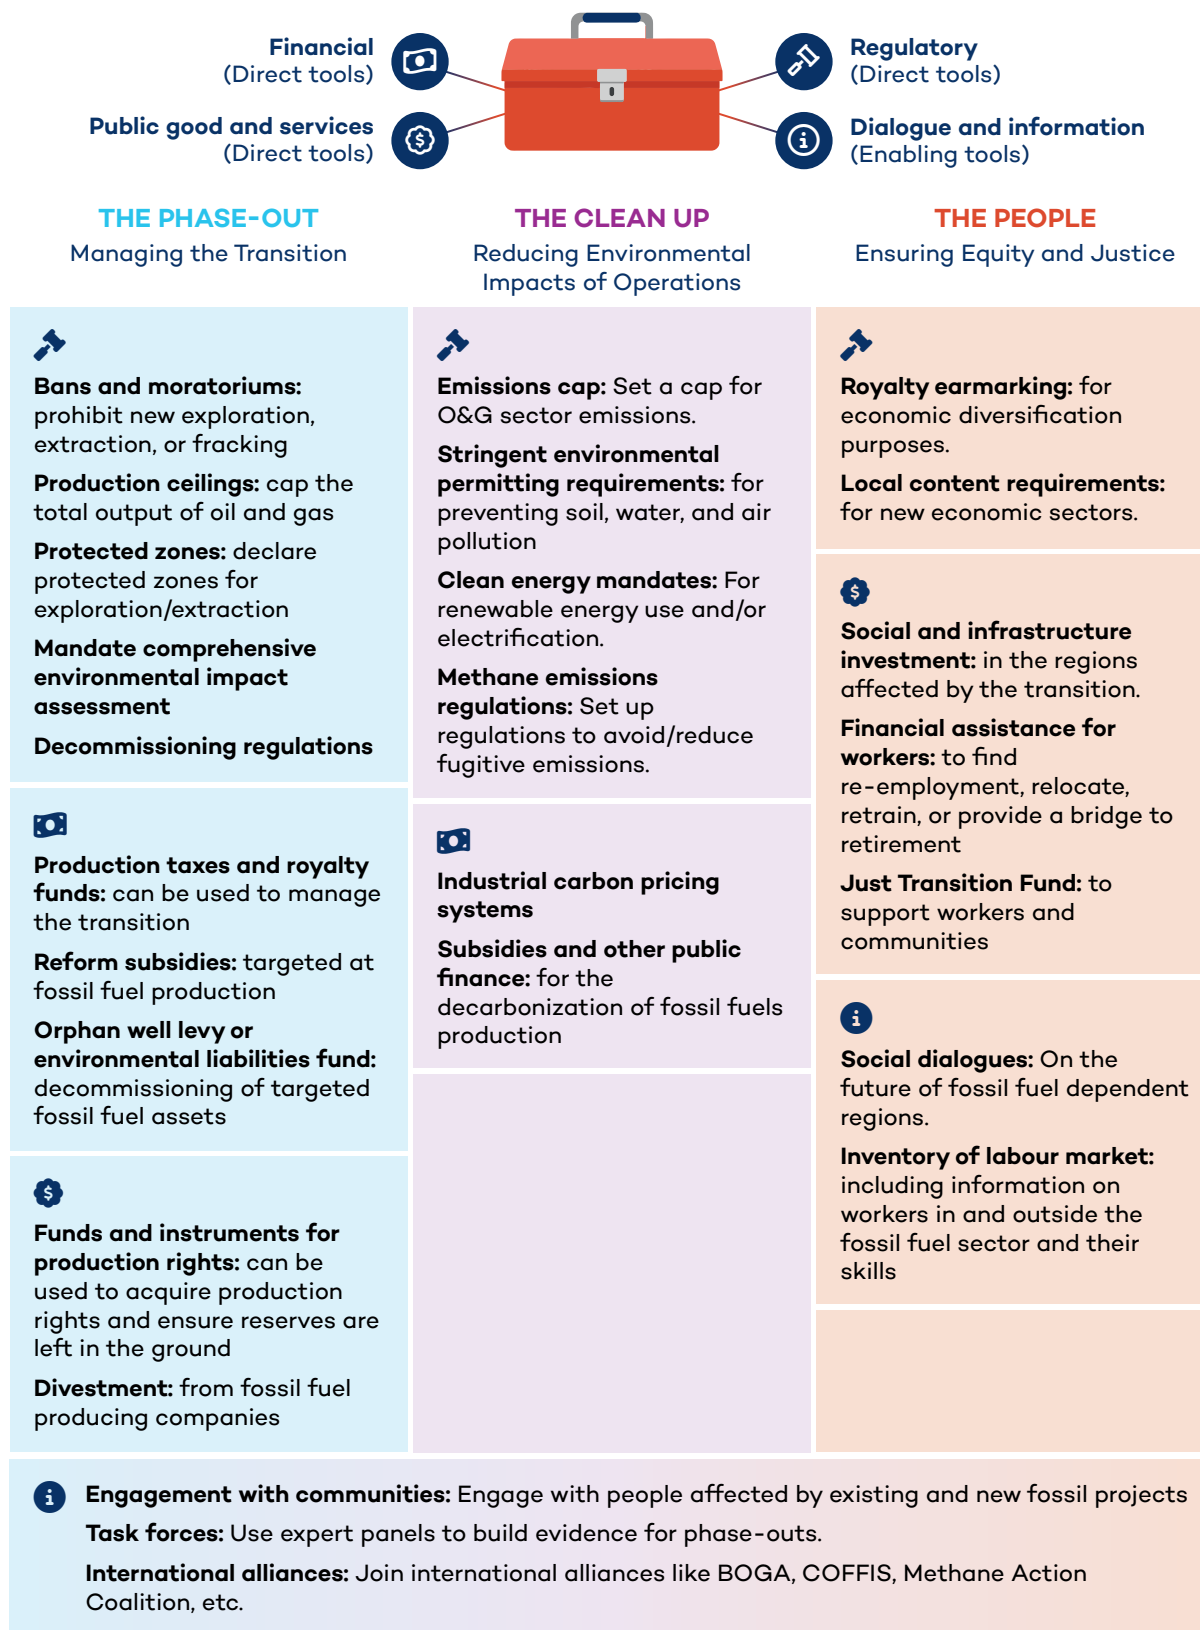 Financial
(Direct tools)
Public good and services
(Direct tools)
Regulatory
(Direct tools)
Dialogue and information
(Enabling tools)
THE PHASE-OUT
Managing the Transition
THE CLEAN UP
Reducing Environmental
Impacts of Operations
THE PEOPLE
Ensuring Equity and Justice
Bans and moratoriums:
prohibit new exploration,
extraction, or fracking
Production ceilings: cap the
total output of oil and gas
Protected zones: declare
protected zones for
exploration/extraction
Mandate comprehensive
environmental impact
assessment
Decommissioning regulations
Production taxes and royalty
funds: can be used to manage
the transition
Reform subsidies: targeted at
fossil fuel production
Orphan well levy or
environmental liabilities fund:
decommissioning of targeted
fossil fuel assets
Funds and instruments for
production rights: can be
used to acquire production
rights and ensure reserves are
left in the ground
Divestment: from fossil fuel
producing companies
Emissions cap: Set a cap for
O&G sector emissions.
Stringent environmental
permitting requirements: for
preventing soil, water, and air
pollution
Clean energy mandates: For
renewable energy use and/or
electrification.
Methane emissions
regulations: Set up
regulations to avoid/reduce
fugitive emissions.
Industrial carbon pricing
systems
Subsidies and other public
finance: for the
decarbonization of fossil fuels
production
Royalty earmarking: for
economic diversification
purposes.
Local content requirements:
for new economic sectors.
Social and infrastructure
investment: in the regions
affected by the transition.
Financial assistance for
workers: to find
re-employment, relocate,
retrain, or provide a bridge to
retirement
Just Transition Fund: to
support workers and
communities
Social dialogues: On the
future of fossil fuel dependent
regions.
Inventory of labour market:
including information on
workers in and outside the
fossil fuel sector and their
skills
Engagement with communities: Engage with people affected by existing and new fossil projects
Task forces: Use expert panels to build evidence for phase-outs.
International alliances: Join international alliances like BOGA, COFFIS, Methane Action
Coalition, etc.